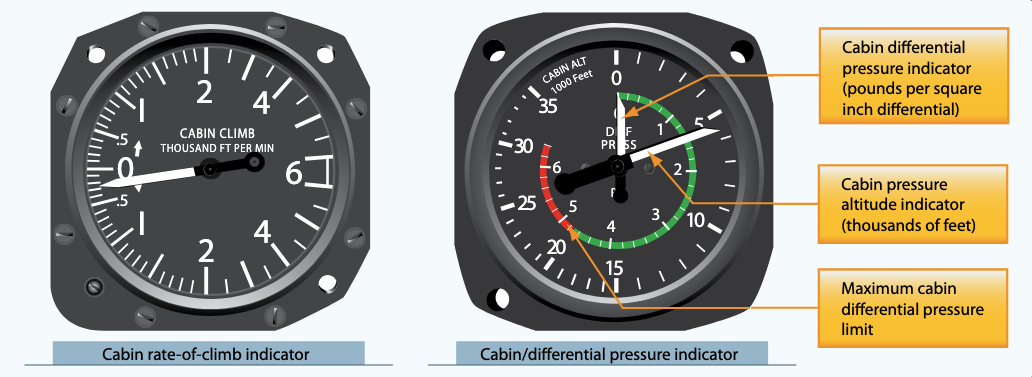 2
4
6
4
2
1
.5
0
.5
1
CABIN CLIMB
THOUSAND FT PER MIN
Cabin rate-of-climb indicator
CABIN ALT
1000 Feet
0
5
10
15
20
25
30
35
0
1
2
3
4
5
6
DIFF
PRESS
Cabin/differential pressure indicator
Cabin differential
pressure indicator
(pounds per square
inch differential)
Cabin pressure
altitude indicator
(thousands of feet)
Maximum cabin
differential pressure
limit